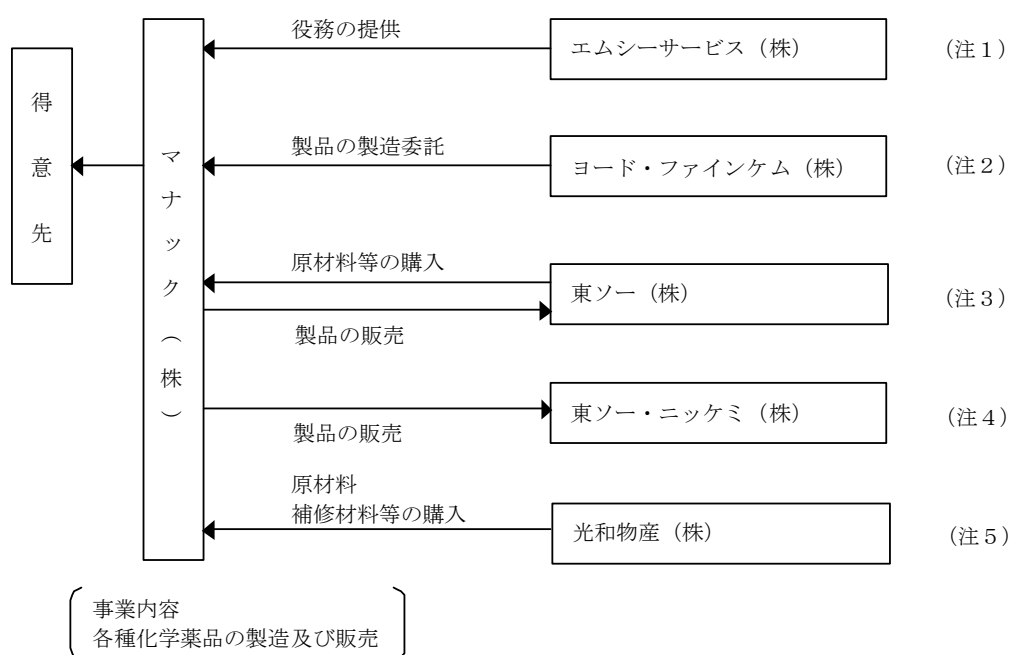 得意先
マナック（株）
役務の提供
エムシーサービス（株）
（注１）
製品の製造委託
ヨード・ファインケム（株）
（注２）
原材料等の購入
東ソー（株）
（注３）
製品の販売
東ソー・ニッケミ（株）
（注４）
製品の販売
原材料
補修材料等の購入
光和物産（株）
（注５）
事業内容
各種化学薬品の製造及び販売